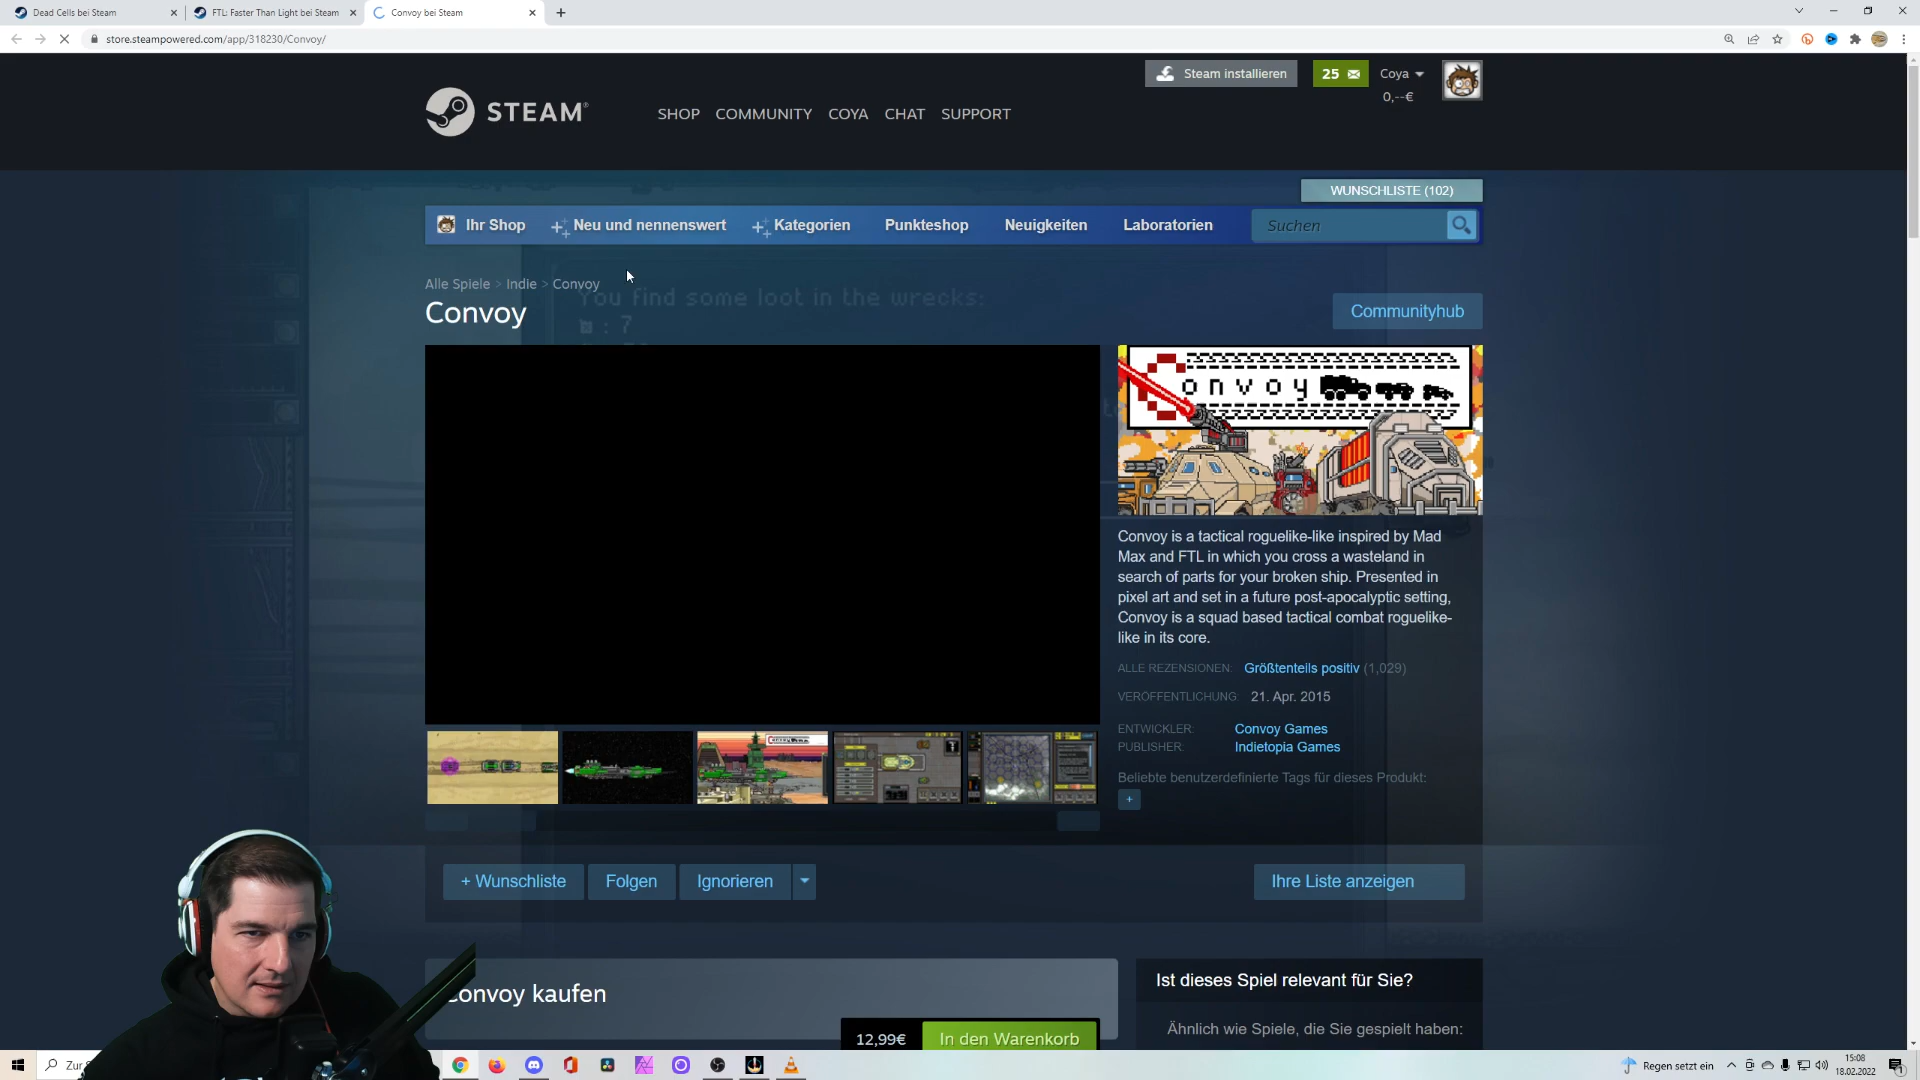 Dead Cells bei Steam
FTL: Faster Than Light bei Steam
Convoy bei Steam
store.steampowered.com/app/318230/Convoy/
Steam installieren
25
Coya
0,--€
STEAM®
SHOP
COMMUNITY
COYA
CHAT
SUPPORT
WUNSCHLISTE (102)
Ihr Shop
Neu und nennenswert
Kategorien
Punkteshop
Neuigkeiten
Laboratorien
Suchen
Alle Spiele > Indie > Convoy
You find some loot in the wrecks:
: 7
Convoy
Communityhub
Convoy
Convoy is a tactical roguelike-like inspired by Mad
Max and FTL in which you cross a wasteland in
search of parts for your broken ship. Presented in
pixel art and set in a future post-apocalyptic setting,
Convoy is a squad based tactical combat roguelike-
like in its core.
ALLE REZENSIONEN: Größtenteils positiv (1,029)
VERÖFFENTLICHUNG: 21. Apr. 2015
ENTWICKLER: Convoy Games
PUBLISHER: Indietopia Games
Beliebte benutzerdefinierte Tags für dieses Produkt:
+
+ Wunschliste
Folgen
Ignorieren
Ihre Liste anzeigen
Convoy kaufen
12,99€
In den Warenkorb
Ist dieses Spiel relevant für Sie?
Ähnlich wie Spiele, die Sie gespielt haben:
Zur
Regen setzt ein
15:08
18.02.2022